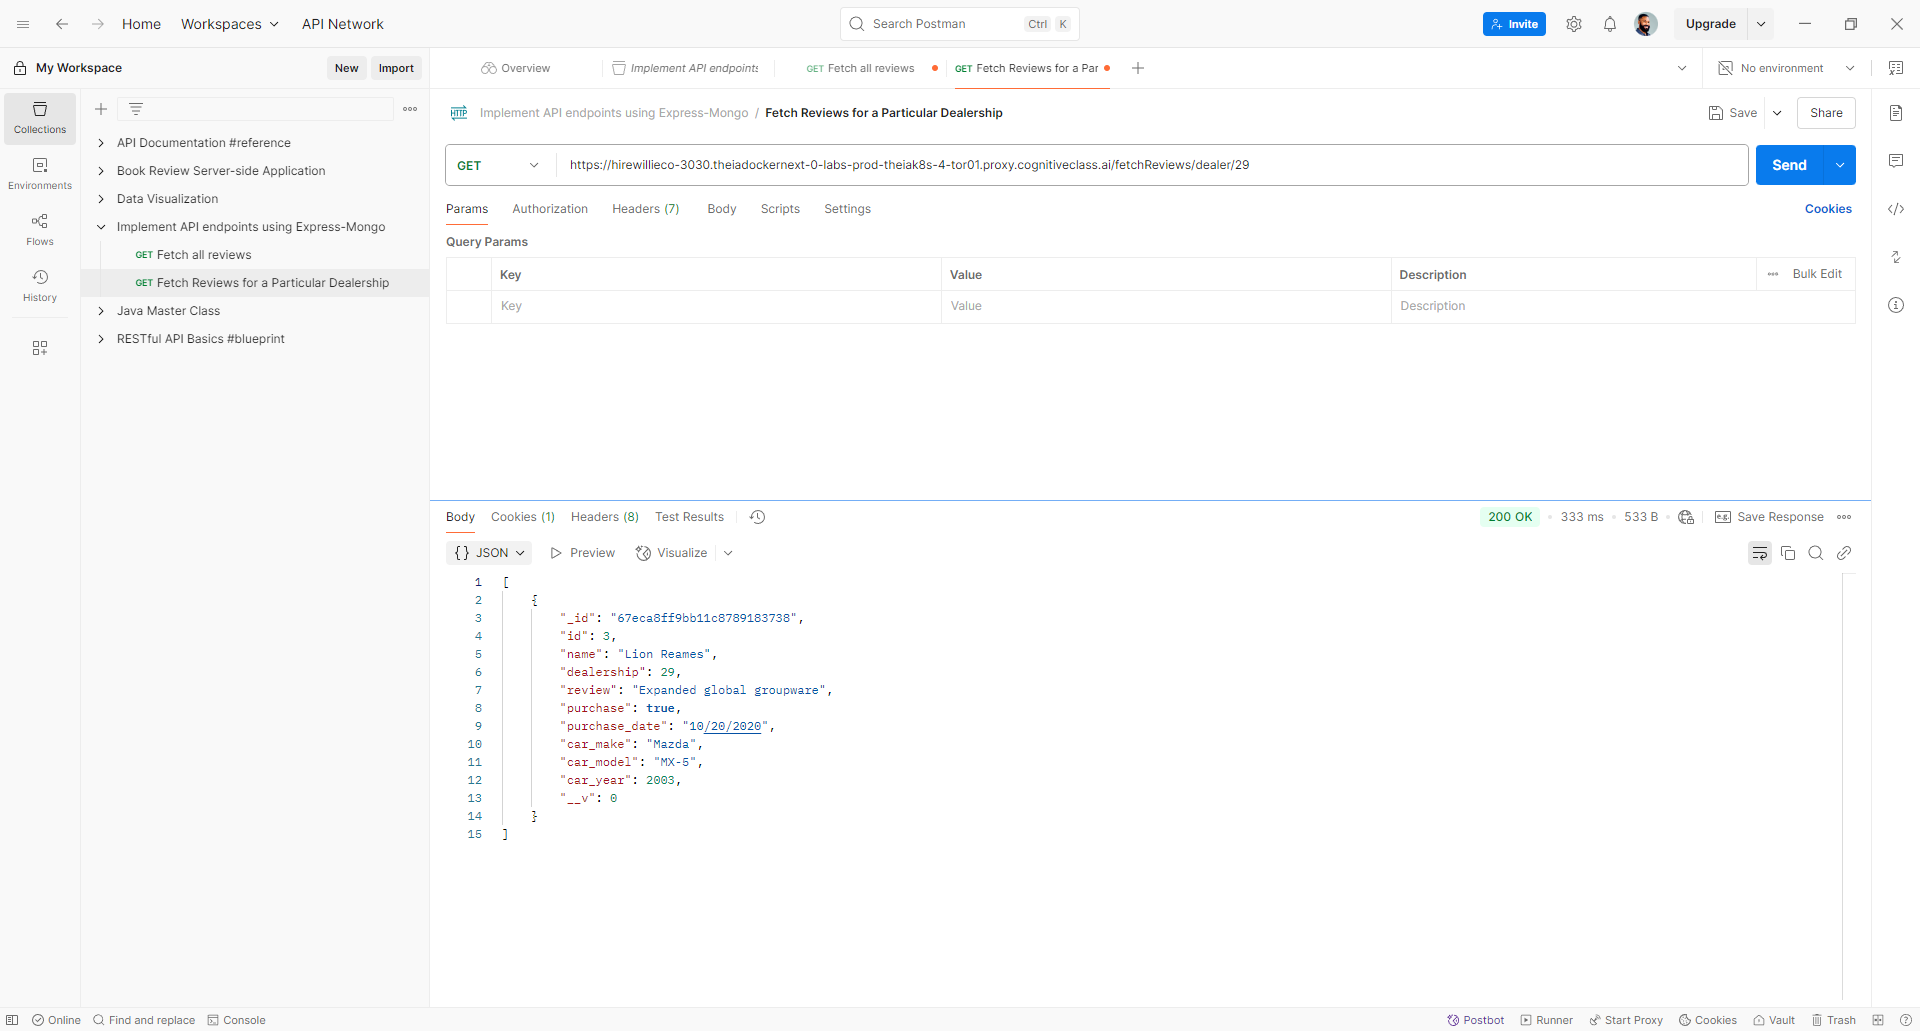 Home Workspaces API Network Search Postman Ctrl K Invite Upgrade
My Workspace New Import Overview Implement API endpoints GET Fetch all reviews GET Fetch Reviews for a Par No environment
Collections
Environments
Flows
History
API Documentation #reference
Book Review Server-side Application
Data Visualization
Implement API endpoints using Express-Mongo
GET Fetch all reviews
GET Fetch Reviews for a Particular Dealership
Java Master Class
RESTful API Basics #blueprint
HTTP Implement API endpoints using Express-Mongo / Fetch Reviews for a Particular Dealership Save Share
GET https://hirewillieco-3030.theiadockernext-0-labs-prod-theiak8s-4-tor01.proxy.cognitiveclass.ai/fetchReviews/dealer/29 Send
Params Authorization Headers (7) Body Scripts Settings Cookies
Query Params
Key Value Description Bulk Edit
Key Value Description
Body Cookies (1) Headers (8) Test Results 200 OK 333 ms 533 B e.g. Save Response
{} JSON Preview Visualize
1 [
2 {
3 "_id": "67eca8ff9bb11c8789183738",
4 "id": 3,
5 "name": "Lion Reames",
6 "dealership": 29,
7 "review": "Expanded global groupware",
8 "purchase": true,
9 "purchase_date": "10/20/2020",
10 "car_make": "Mazda",
11 "car_model": "MX-5",
12 "car_year": 2003,
13 "__v": 0
14 }
15 ]
Online Find and replace Console Postbot Runner Start Proxy Cookies Vault Trash